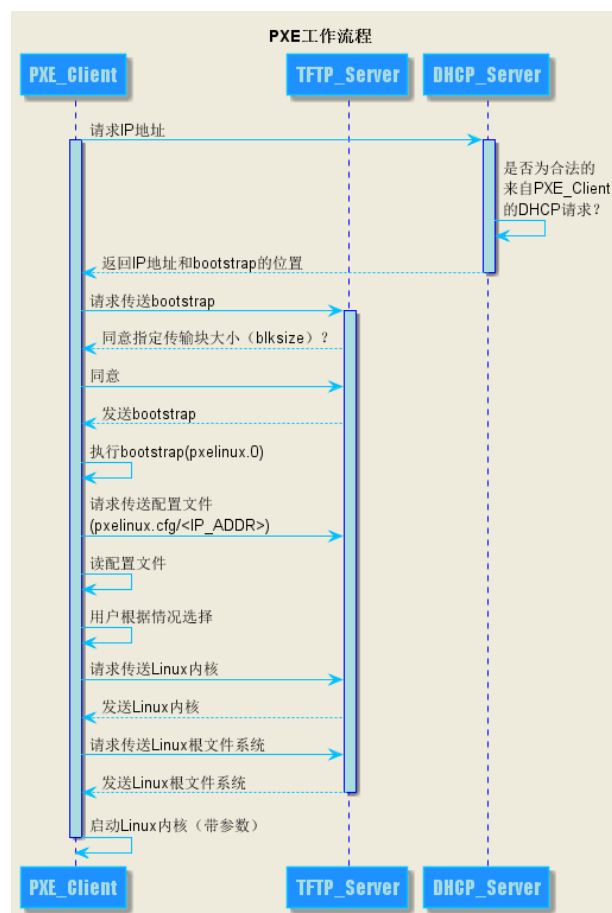 PXE工作流程
PXE_Client
TFTP_Server
DHCP_Server
请求IP地址
是否为合法的
来自PXE_Client
的DHCP请求？
返回IP地址和bootstrap的位置
请求传送bootstrap
同意指定传输块大小（blksize）？
同意
发送bootstrap
执行bootstrap(pxelinux.0)
请求传送配置文件
(pxelinux.cfg/<IP_ADDR>)
读配置文件
用户根据情况选择
请求传送Linux内核
发送Linux内核
请求传送Linux根文件系统
发送Linux根文件系统
启动Linux内核（带参数）
PXE_Client
TFTP_Server
DHCP_Server